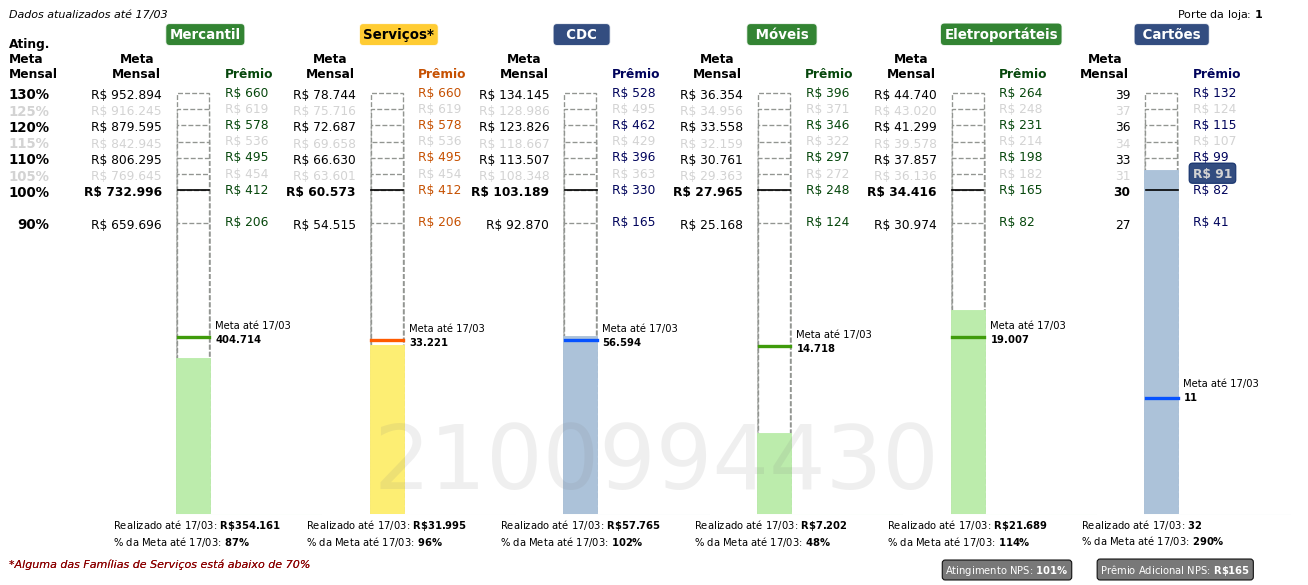 Dados atualizados até 17/03
Porte da loja: 1
Mercantil Serviços* CDC Móveis Eletroportáteis Cartões
Ating.
Meta Meta Meta Meta Meta Meta Meta
Mensal Mensal Prêmio Mensal Prêmio Mensal Prêmio Mensal Prêmio Mensal Prêmio Mensal Prêmio
130% R$ 952.894 R$ 660 R$ 78.744 R$ 660 R$ 134.145 R$ 528 R$ 36.354 R$ 396 R$ 44.740 R$ 264 39 R$ 132
125% R$ 916.245 R$ 619 R$ 75.716 R$ 619 R$ 128.986 R$ 495 R$ 34.956 R$ 371 R$ 43.020 R$ 248 37 R$ 124
120% R$ 879.595 R$ 578 R$ 72.687 R$ 578 R$ 123.826 R$ 462 R$ 33.558 R$ 346 R$ 41.299 R$ 231 36 R$ 115
115% R$ 842.945 R$ 536 R$ 69.658 R$ 536 R$ 118.667 R$ 429 R$ 32.159 R$ 322 R$ 39.578 R$ 214 34 R$ 107
110% R$ 806.295 R$ 495 R$ 66.630 R$ 495 R$ 113.507 R$ 396 R$ 30.761 R$ 297 R$ 37.857 R$ 198 33 R$ 99
105% R$ 769.645 R$ 454 R$ 63.601 R$ 454 R$ 108.348 R$ 363 R$ 29.363 R$ 272 R$ 36.136 R$ 182 31 R$ 91
100% R$ 732.996 R$ 412 R$ 60.573 R$ 412 R$ 103.189 R$ 330 R$ 27.965 R$ 248 R$ 34.416 R$ 165 30 R$ 82
90% R$ 659.696 R$ 206 R$ 54.515 R$ 206 R$ 92.870 R$ 165 R$ 25.168 R$ 124 R$ 30.974 R$ 82 27 R$ 41
Meta até 17/03 Meta até 17/03 Meta até 17/03 Meta até 17/03 Meta até 17/03
404.714 33.221 56.594 14.718 19.007
Meta até 17/03
11
2100994430
Realizado até 17/03: R$354.161 Realizado até 17/03: R$31.995 Realizado até 17/03: R$57.765 Realizado até 17/03: R$7.202 Realizado até 17/03: R$21.689 Realizado até 17/03: 32
% da Meta até 17/03: 87% % da Meta até 17/03: 96% % da Meta até 17/03: 102% % da Meta até 17/03: 48% % da Meta até 17/03: 114% % da Meta até 17/03: 290%
*Alguma das Famílias de Serviços está abaixo de 70%
Atingimento NPS: 101% Prêmio Adicional NPS: R$165